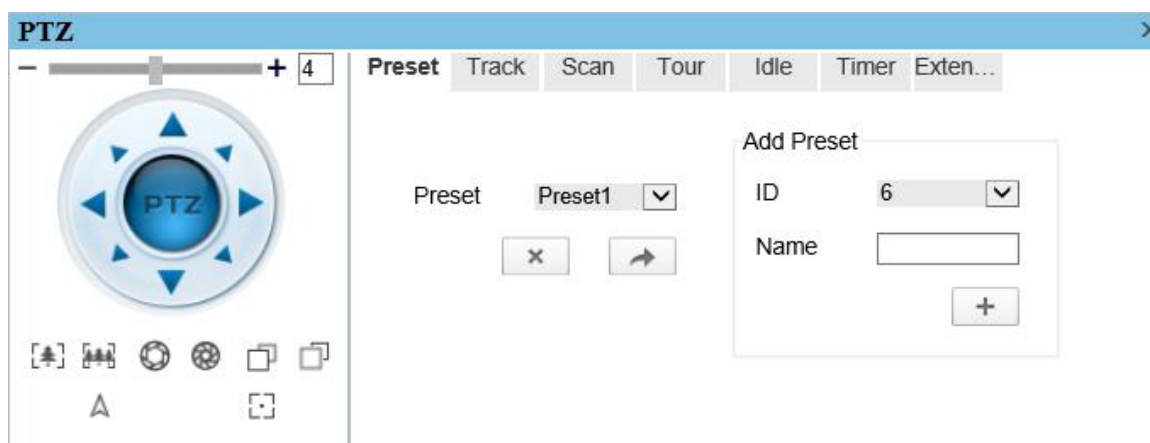 PTZ
4
Preset Track Scan Tour Idle Timer Exten...
Add Preset
Preset Preset1
ID 6
Name
PTZ